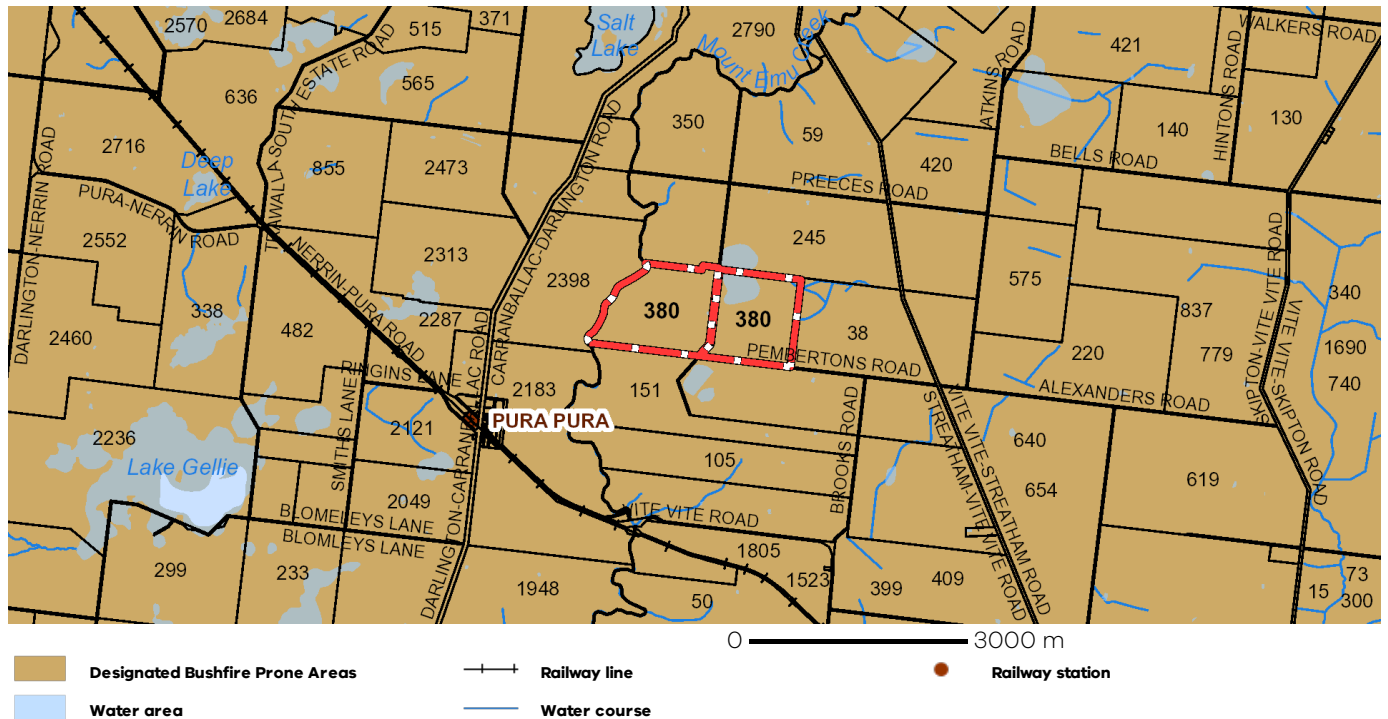 2570
2684
515
371
Salt
Lake
2790
421
WALKERS ROAD
565
636
TRAWALLA-SOUTH ESTATE ROAD
Mount Emu Creek
ATKINS ROAD
HINTONS ROAD
350
59
140
130
2716
Deep
Lake
855
2473
420
BELLS ROAD
DARLINGTON-NERRIN ROAD
PURA-NERRIN ROAD
CARRANBALLAC-DARLINGTON ROAD
PREECES ROAD
2552
2313
245
NERRIN-PURA ROAD
2398
575
SKIPTON-VITE VITE ROAD
340
338
482
2287
380
380
38
837
2460
1690
220
779
740
PEMBERTONS ROAD
RINGINS LANE
2183
151
ALEXANDERS ROAD
VITE VITE-SKIPTON ROAD
PURA PURA
2236
SMITHS LANE
2121
BROOKS ROAD
STREATHAM-VITE VITE ROAD
VITE VITE-STREATHAM ROAD
640
Lake Gellie
105
619
654
2049
DARLINGTON-CARRANBALLAC ROAD
BLOMELEYS LANE
VITE VITE ROAD
BLOMLEYS LANE
299
233
1805
1948
1523
399
409
73
50
15
300
0 3000 m
Designated Bushfire Prone Areas
Railway line
Railway station
Water area
Water course